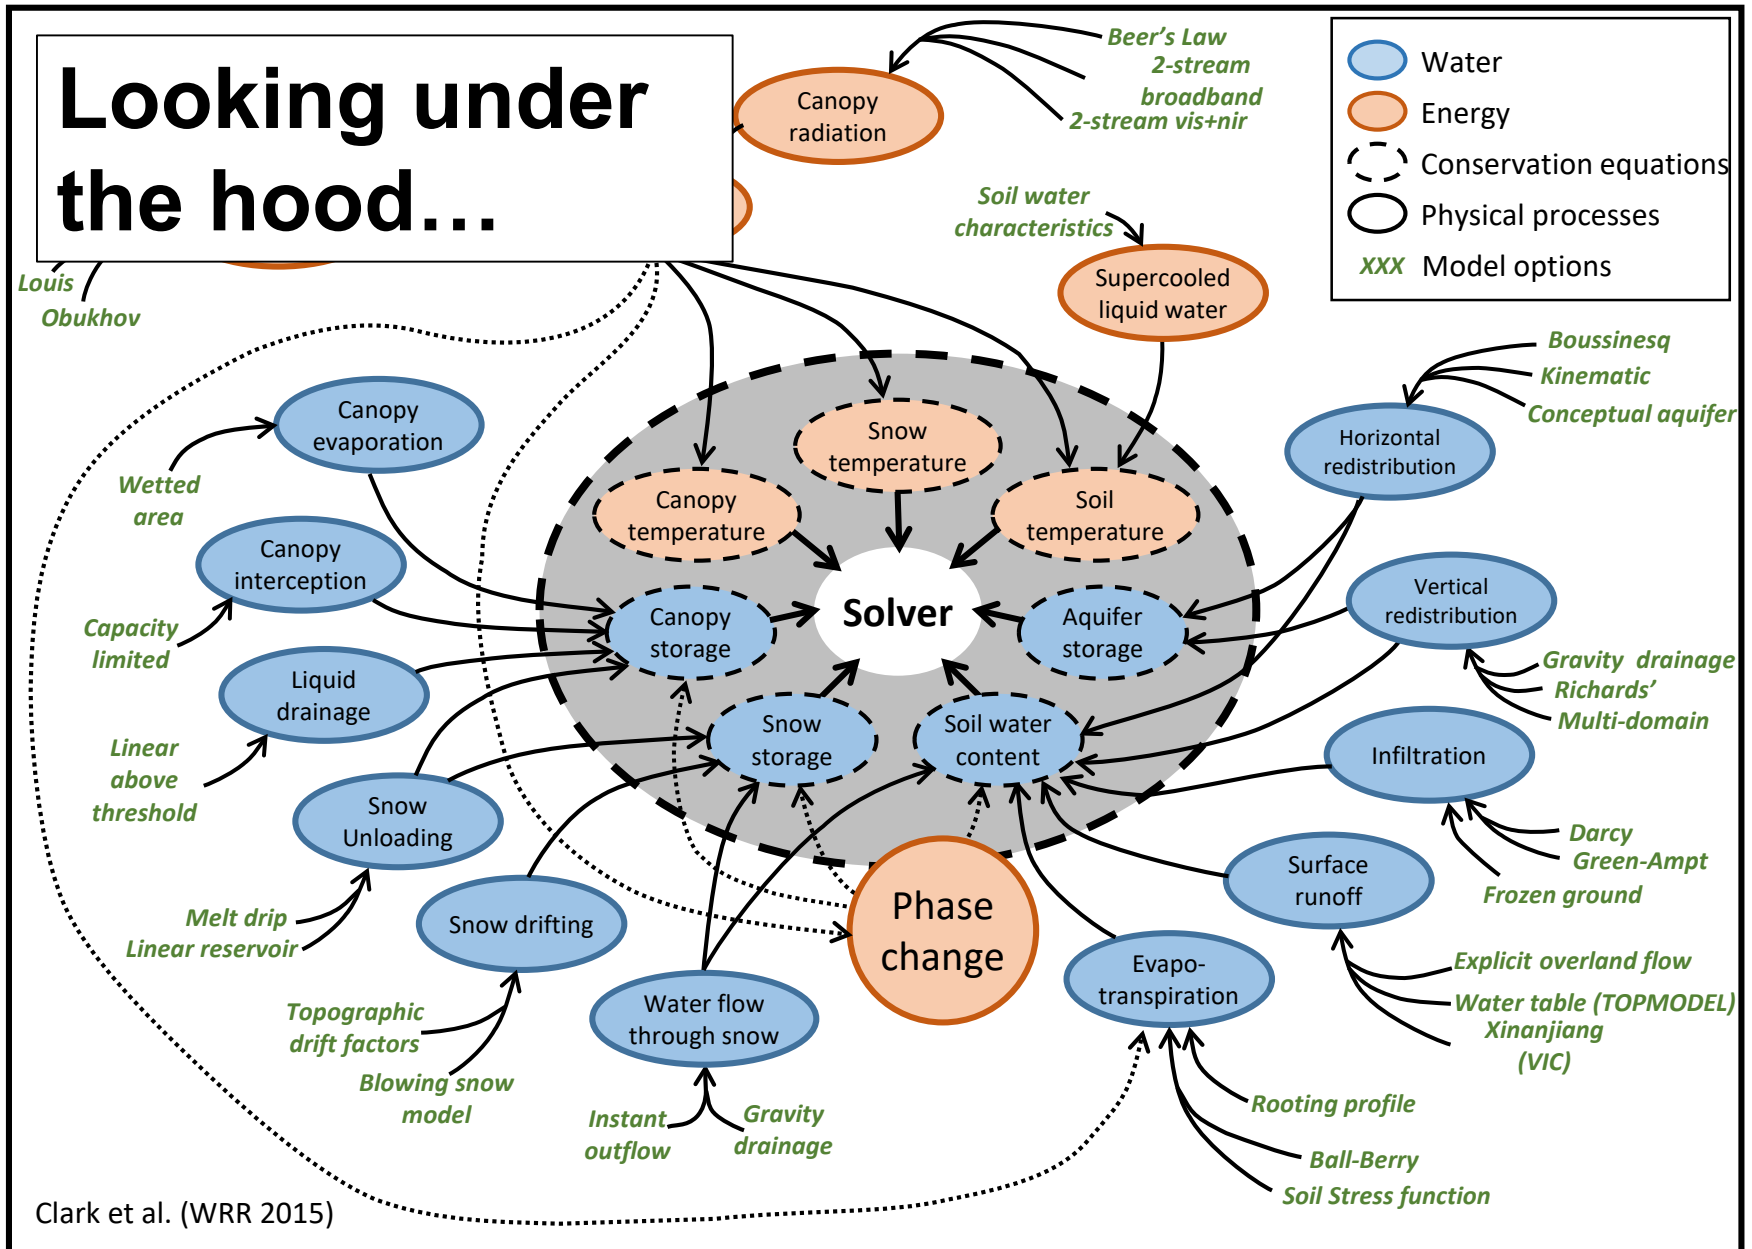 Looking under
the hood...
Canopy
radiation
Beer's Law
2-stream
broadband
2-stream vis+nir
Water
Energy
Conservation equations
Physical processes
XXX Model options
Soil water
characteristics
Supercooled
liquid water
Louis
Obukhov
Boussinesq
Kinematic
Conceptual aquifer
Horizontal
redistribution
Canopy
evaporation
Wetted
area
Snow
temperature
Canopy
temperature
Soil
temperature
Canopy
interception
Capacity
limited
Solver
Canopy
storage
Aquifer
storage
Vertical
redistribution
Gravity drainage
Richards'
Multi-domain
Liquid
drainage
Linear
above
threshold
Snow
storage
Soil water
content
Infiltration
Darcy
Green-Ampt
Frozen ground
Snow
Unloading
Melt drip
Linear reservoir
Surface
runoff
Explicit overland flow
Water table (TOPMODEL)
Xinanjiang
(VIC)
Snow drifting
Topographic
drift factors
Blowing snow
model
Phase
change
Water flow
through snow
Instant
outflow
Gravity
drainage
Evapo-
transpiration
Rooting profile
Ball-Berry
Soil Stress function
Clark et al. (WRR 2015)